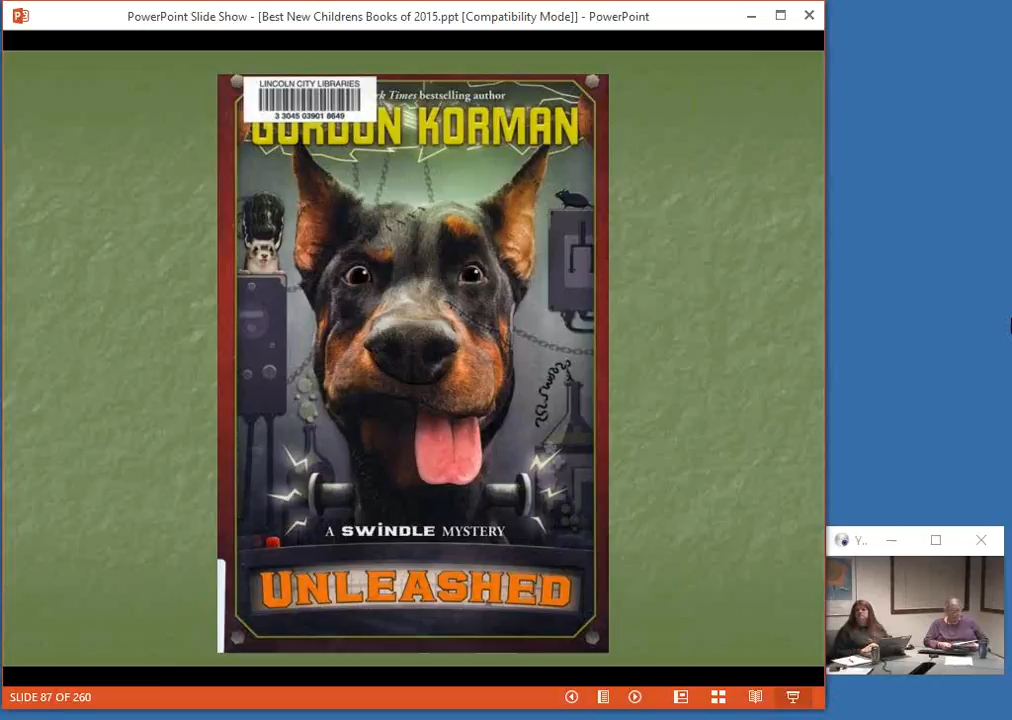 PowerPoint Slide Show - [Best New Childrens Books of 2015.ppt [Compatibility Mode]] - PowerPoint
LINCOLN CITY LIBRARIES
3 3045 03901 8649
Times bestselling author
GORDON KORMAN
A SWINDLE MYSTERY
UNLEASHED
Y..
SLIDE 87 OF 260